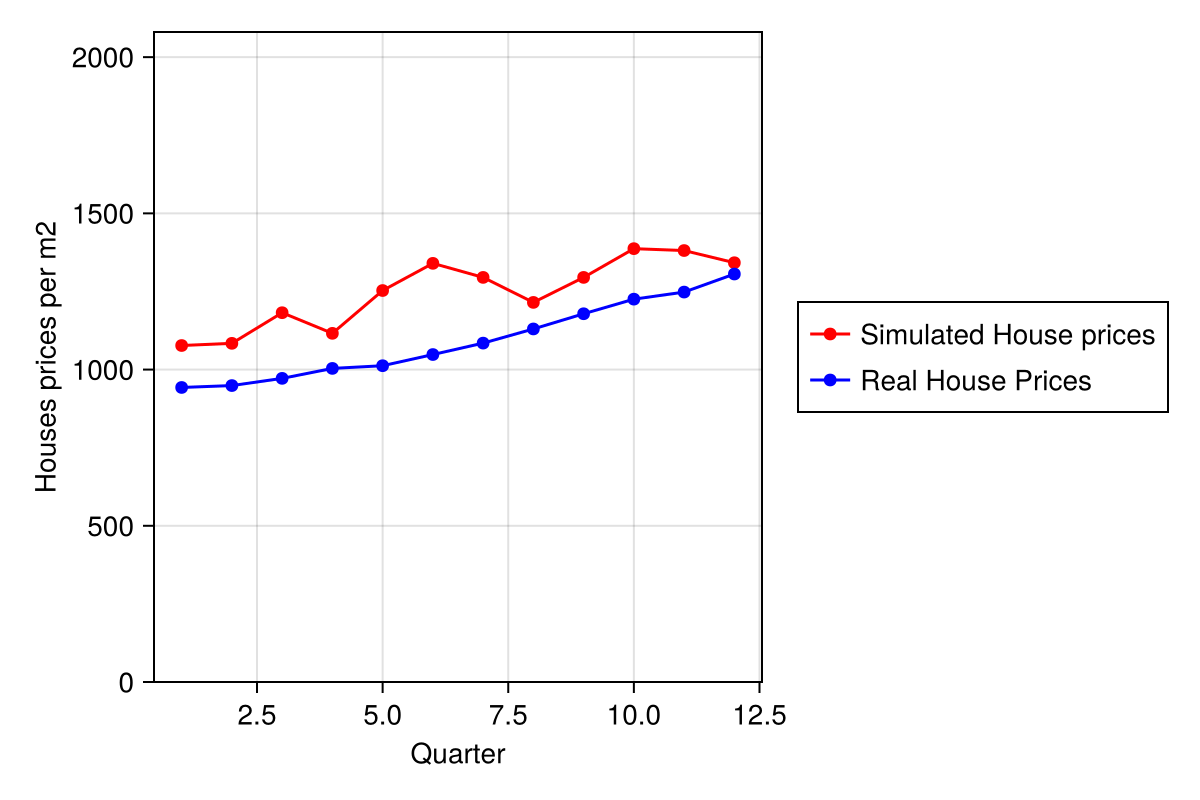 2000
1500
1000
500
0
Houses prices per m2
2.5 5.0 7.5 10.0 12.5
Quarter
Simulated House prices
Real House Prices